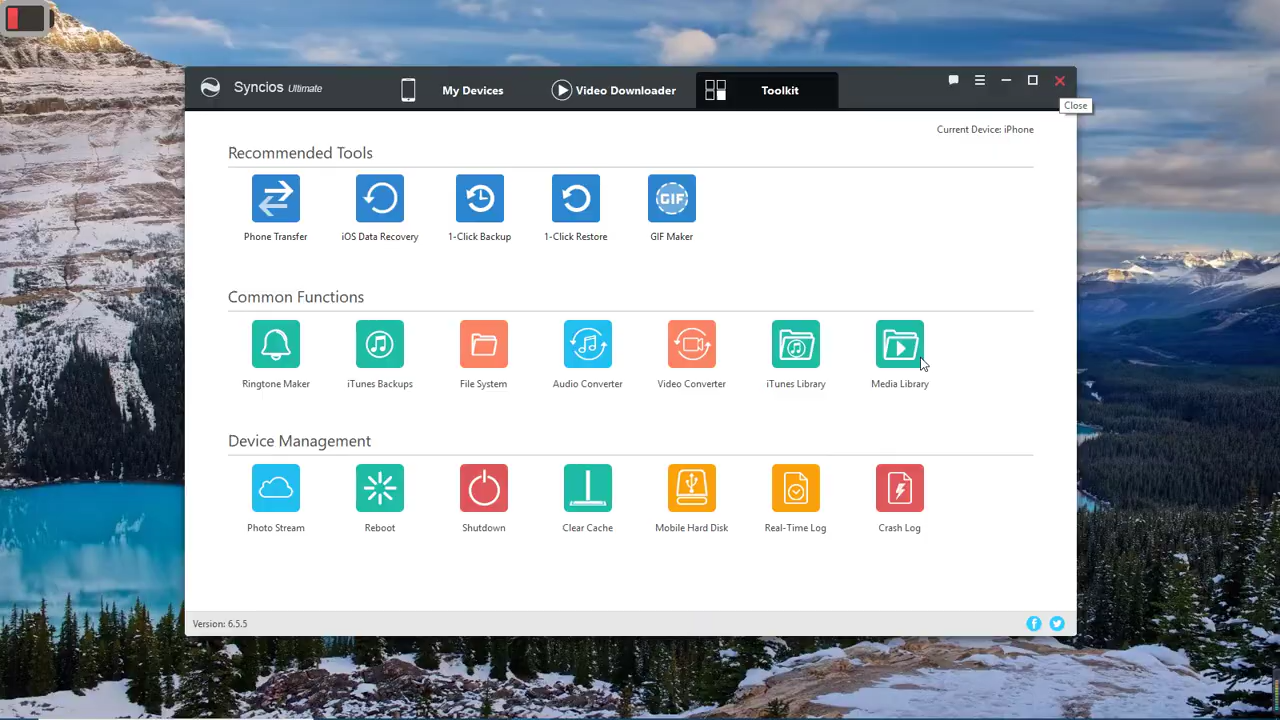 Syncios Ultimate
My Devices
Video Downloader
Toolkit
Close
Current Device: iPhone
Recommended Tools
Phone Transfer
iOS Data Recovery
1-Click Backup
1-Click Restore
GIF
GIF Maker
Common Functions
Ringtone Maker
iTunes Backups
File System
Audio Converter
Video Converter
iTunes Library
Media Library
Device Management
Photo Stream
Reboot
Shutdown
Clear Cache
Mobile Hard Disk
Real-Time Log
Crash Log
Version: 6.5.5